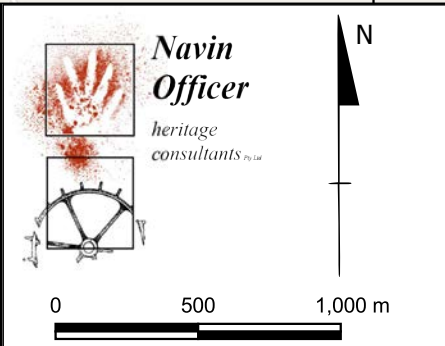 Navin
Officer
heritage
consultants Pty Ltd
N
0 500 1,000 m